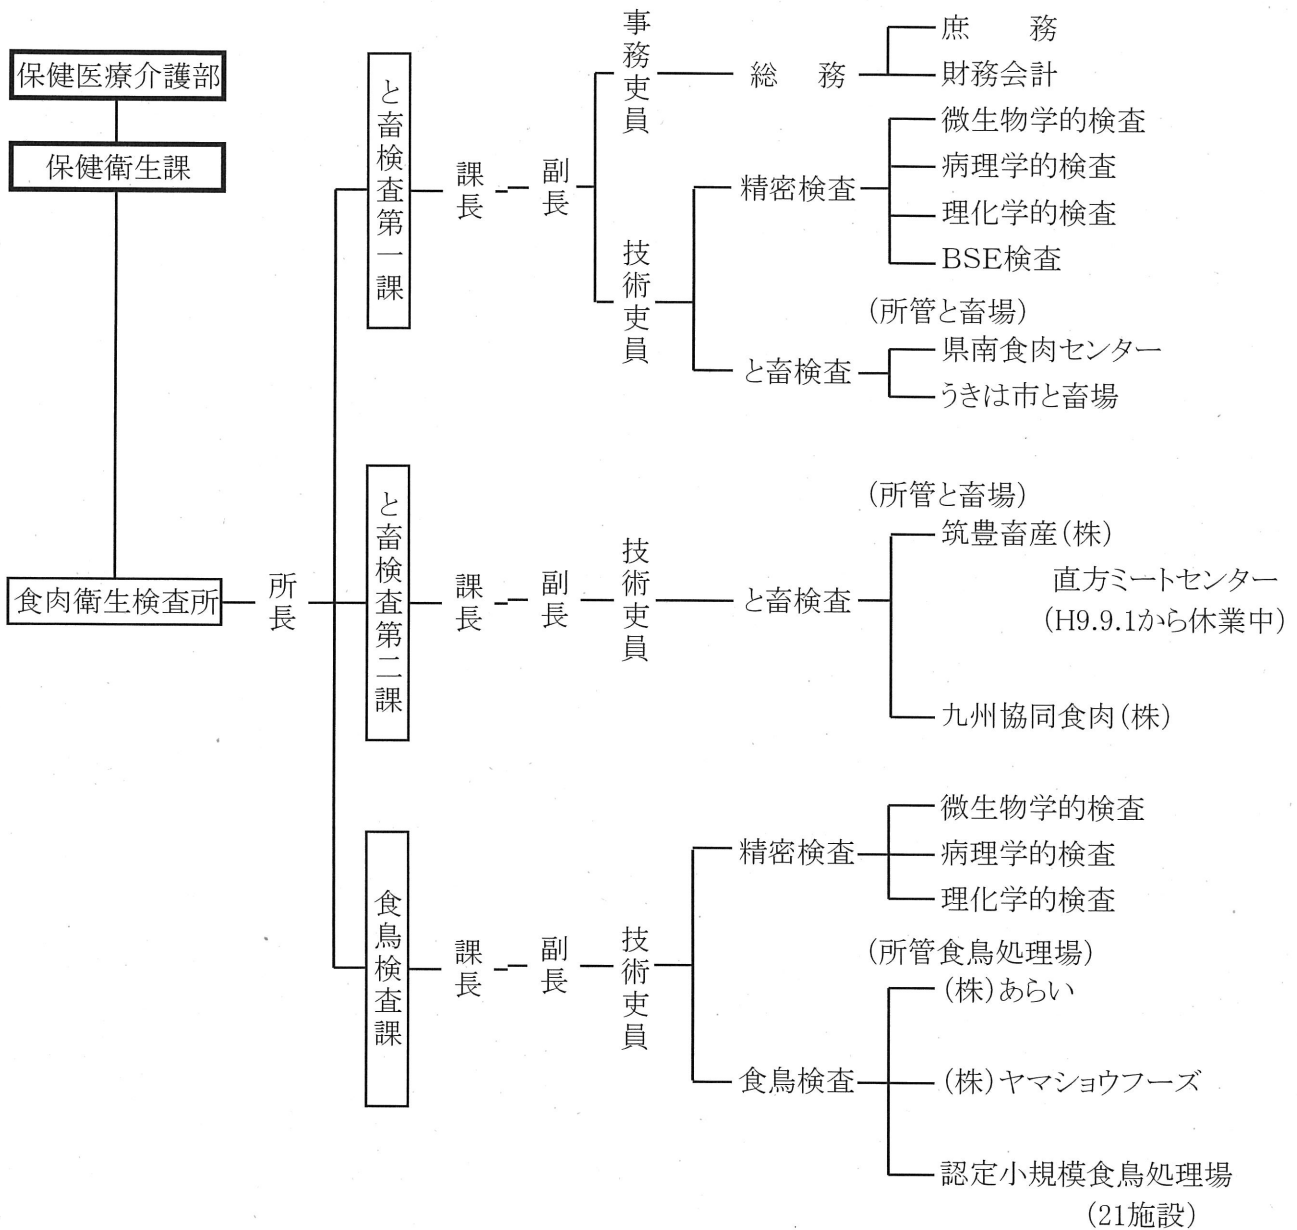 保健医療介護部
保健衛生課
食肉衛生検査所
所長
と畜検査第一課
課長
副長
事務吏員
総　務
庶　務
財務会計
技術吏員
精密検査
微生物学的検査
病理学的検査
理化学的検査
BSE検査
と畜検査
(所管と畜場)
県南食肉センター
うきは市と畜場
と畜検査第二課
課長
副長
技術吏員
と畜検査
(所管と畜場)
筑豊畜産(株)
直方ミートセンター
(H9.9.1から休業中)
九州協同食肉(株)
食鳥検査課
課長
副長
技術吏員
精密検査
微生物学的検査
病理学的検査
理化学的検査
食鳥検査
(所管食鳥処理場)
(株)あらい
(株)ヤマショウフーズ
認定小規模食鳥処理場
(21施設)